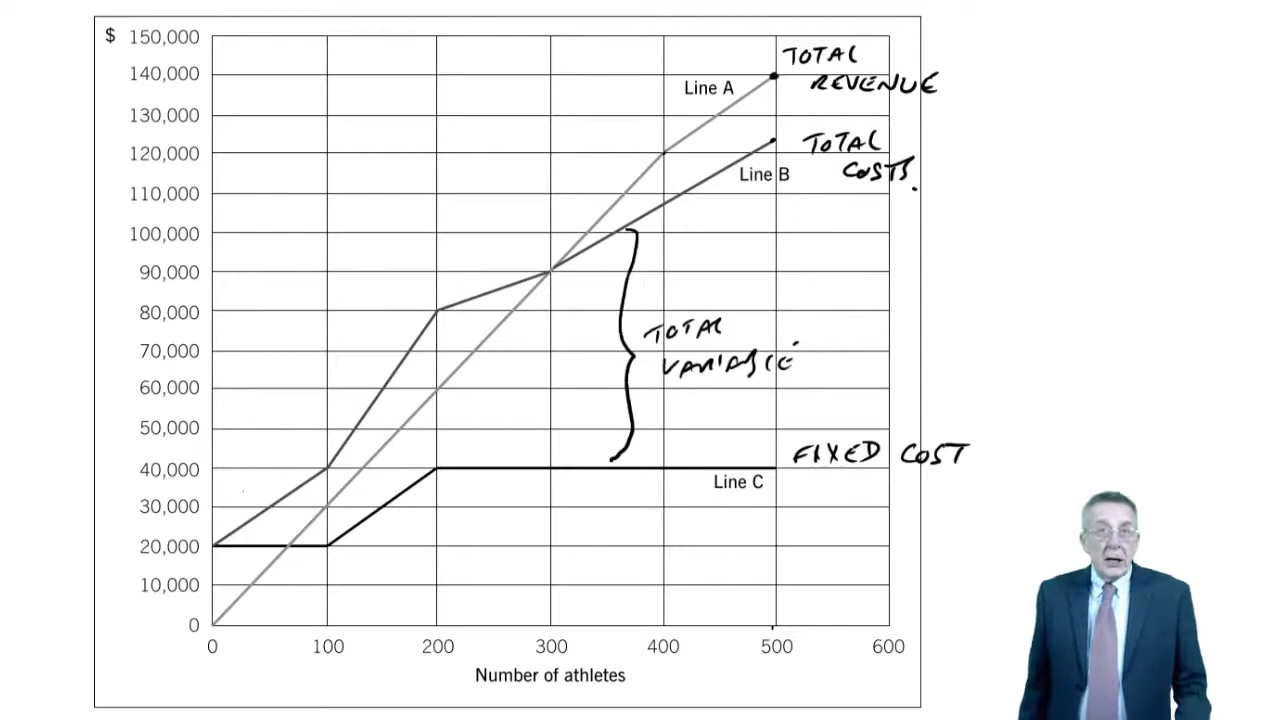 $ 150,000
140,000
130,000
120,000
110,000
100,000
90,000
80,000
70,000
60,000
50,000
40,000
30,000
20,000
10,000
0
0 100 200 300 400 500 600
Number of athletes
Line A
TOTAL
REVENUE
TOTAL
COSTS.
Line B
TOTAL
VARIABLE
FIXED COST
Line C